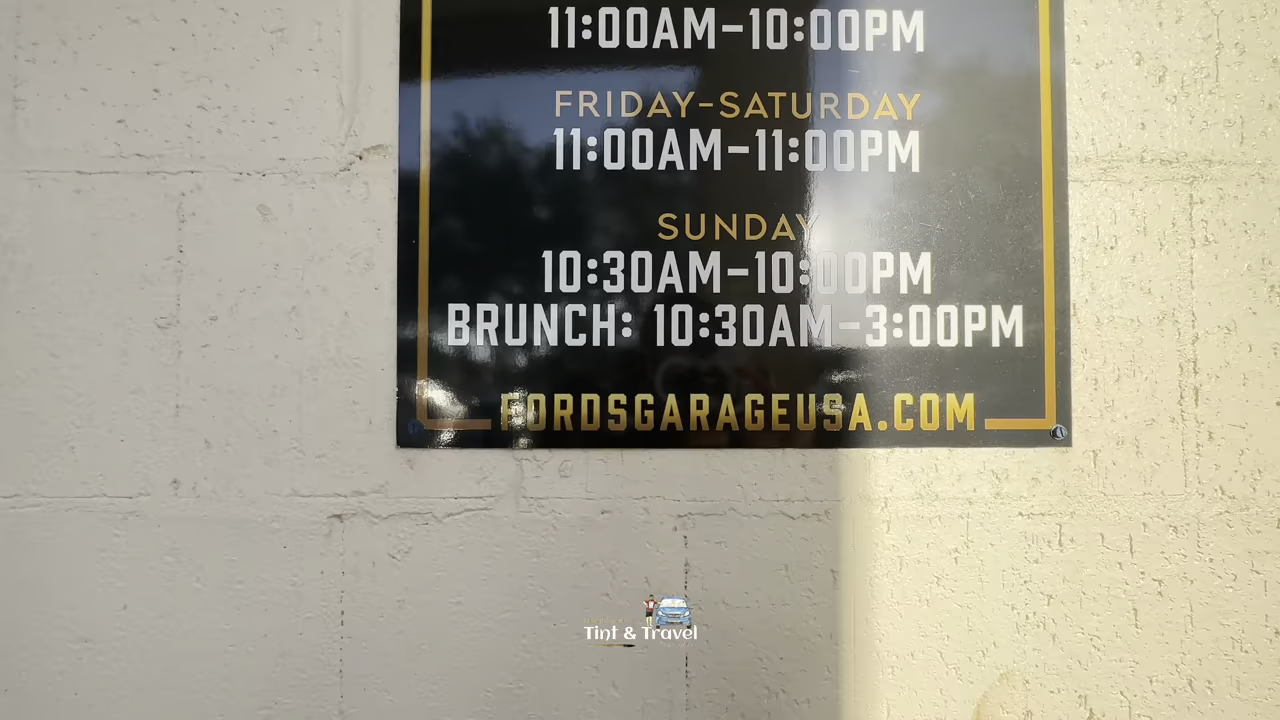 11:00AM-10:00PM
FRIDAY-SATURDAY
11:00AM-11:00PM
SUNDAY
10:30AM-10:00PM
BRUNCH: 10:30AM-3:00PM
FORDSGARAGEUSA.COM
Tint & Travel